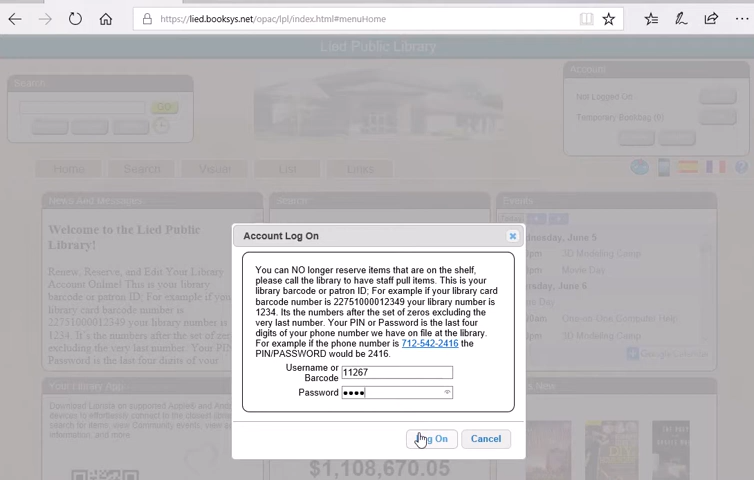 https://lied.booksys.net/opac/lpl/index.html#menuHome
Lied Public Library
Search
Account
Not Logged On
Temporary Bookbag (0)
Home
Search
Visual
List
Links
News And Messages
Search
Events
Welcome to the Lied Public
Library!
Renew, Reserve, and Edit Your Library
Account Online! This is your library
barcode or patron ID; For example if
your library card barcode number is
22751000012349 your library number is
1234. Its the numbers after the set of zeros
excluding the very last number. Your PIN
or Password is the last four digits of your
Wednesday, June 5
3D Modeling Camp
Movie Day
June 6
One-on-One Computer Help
3D Modeling Camp
Account Log On
You can NO longer reserve items that are on the shelf,
please call the library to have staff pull items. This is your
library barcode or patron ID; For example if your library card
barcode number is 22751000012349 your library number is
1234. Its the numbers after the set of zeros excluding the
very last number. Your PIN or Password is the last four
digits of your phone number we have on file at the library.
For example if the phone number is 712-542-2416 the
PIN/PASSWORD would be 2416.
Username or
Barcode
11267
Password
Log On
Cancel
Your Library App
$1,108,670.05